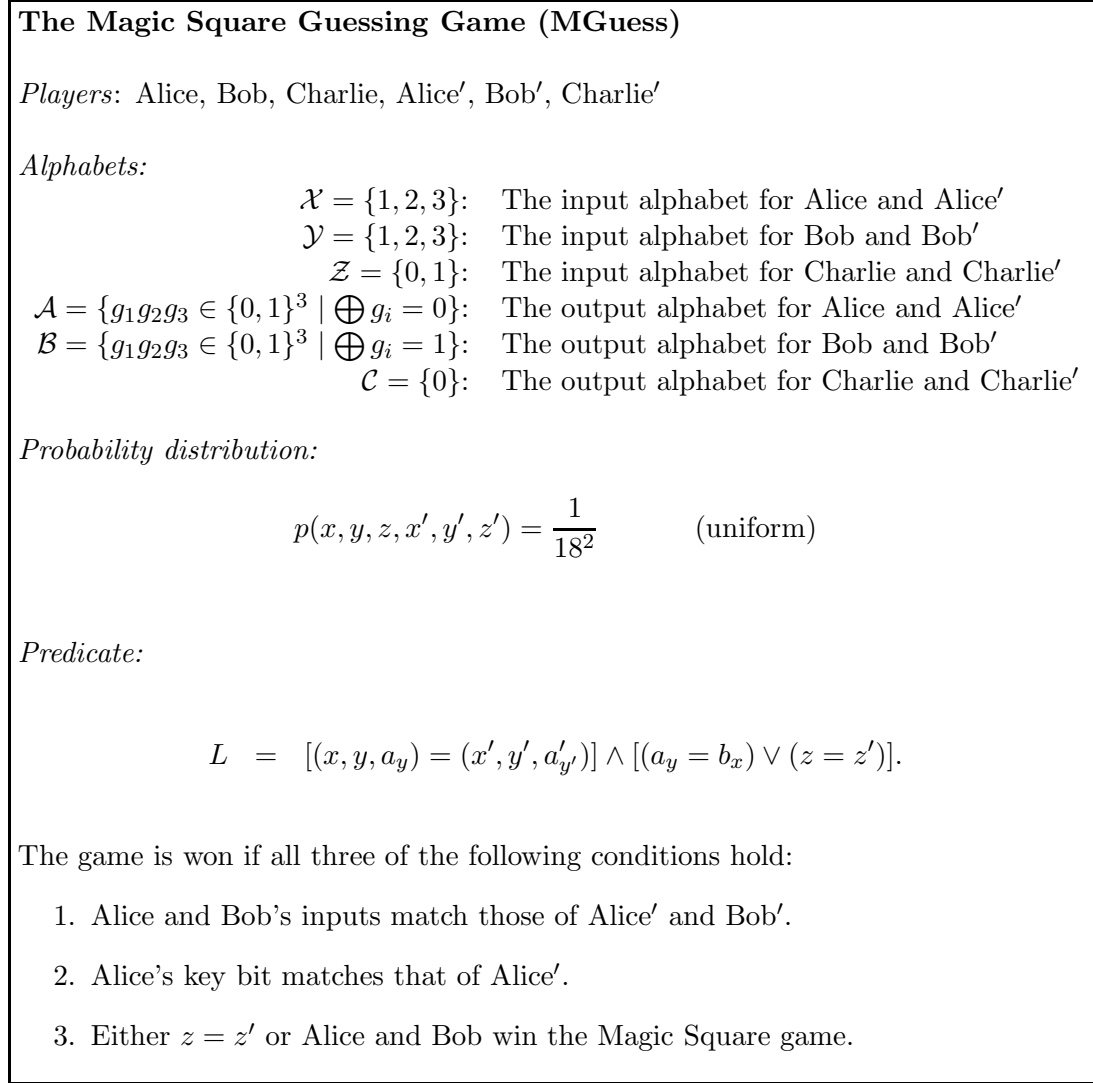 The Magic Square Guessing Game (MGuess)
Players: Alice, Bob, Charlie, Alice′, Bob′, Charlie′
Alphabets:
𝒳 = {1, 2, 3}: The input alphabet for Alice and Alice′
𝒴 = {1, 2, 3}: The input alphabet for Bob and Bob′
𝒵 = {0, 1}: The input alphabet for Charlie and Charlie′
𝒜 = {g₁g₂g₃ ∈ {0, 1}³ | ⨁ gᵢ = 0}: The output alphabet for Alice and Alice′
ℬ = {g₁g₂g₃ ∈ {0, 1}³ | ⨁ gᵢ = 1}: The output alphabet for Bob and Bob′
𝒞 = {0}: The output alphabet for Charlie and Charlie′
Probability distribution:
p(x, y, z, x′, y′, z′) = 1/18² (uniform)
Predicate:
L = [(x, y, a_y) = (x′, y′, a′_{y′})] ∧ [(a_y = b_x) ∨ (z = z′)].
The game is won if all three of the following conditions hold:
1. Alice and Bob's inputs match those of Alice′ and Bob′.
2. Alice's key bit matches that of Alice′.
3. Either z = z′ or Alice and Bob win the Magic Square game.